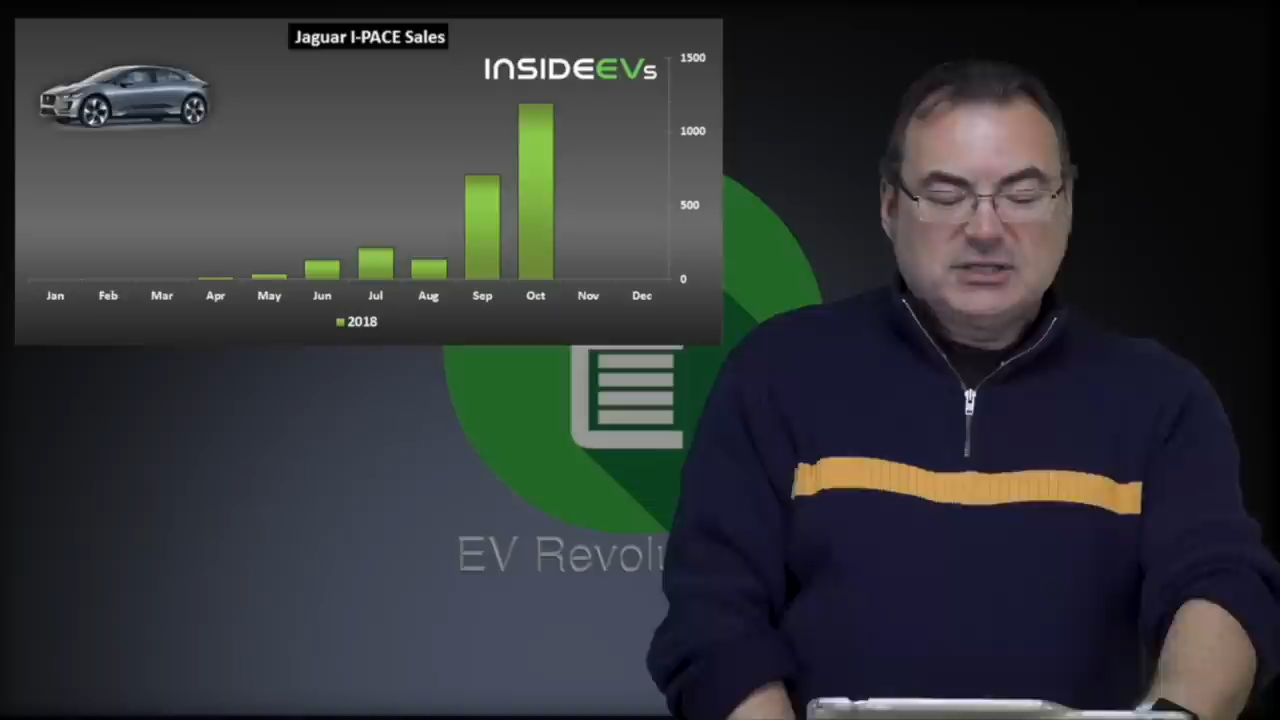 Jaguar I-PACE Sales
INSIDEEVs
1500
1000
500
0
Jan Feb Mar Apr May Jun Jul Aug Sep Oct Nov Dec
2018
EV Revolu